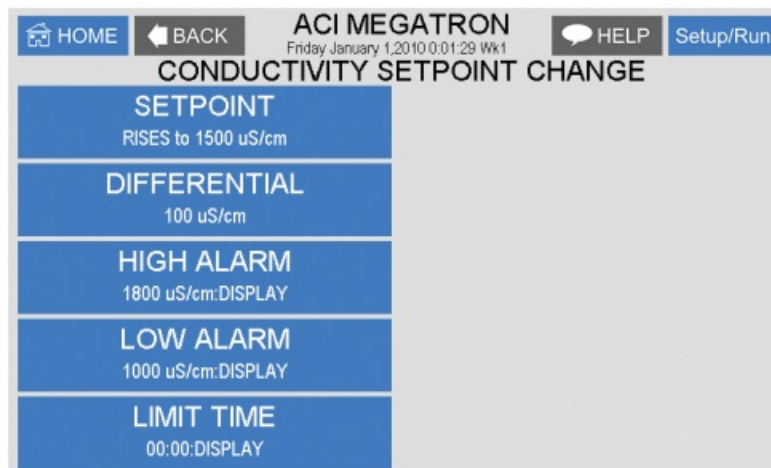 HOME
BACK
ACI MEGATRON
Friday January 1,2010 0:01:29 Wk1
HELP
Setup/Run
CONDUCTIVITY SETPOINT CHANGE
SETPOINT
RISES to 1500 uS/cm
DIFFERENTIAL
100 uS/cm
HIGH ALARM
1800 uS/cm:DISPLAY
LOW ALARM
1000 uS/cm:DISPLAY
LIMIT TIME
00:00:DISPLAY